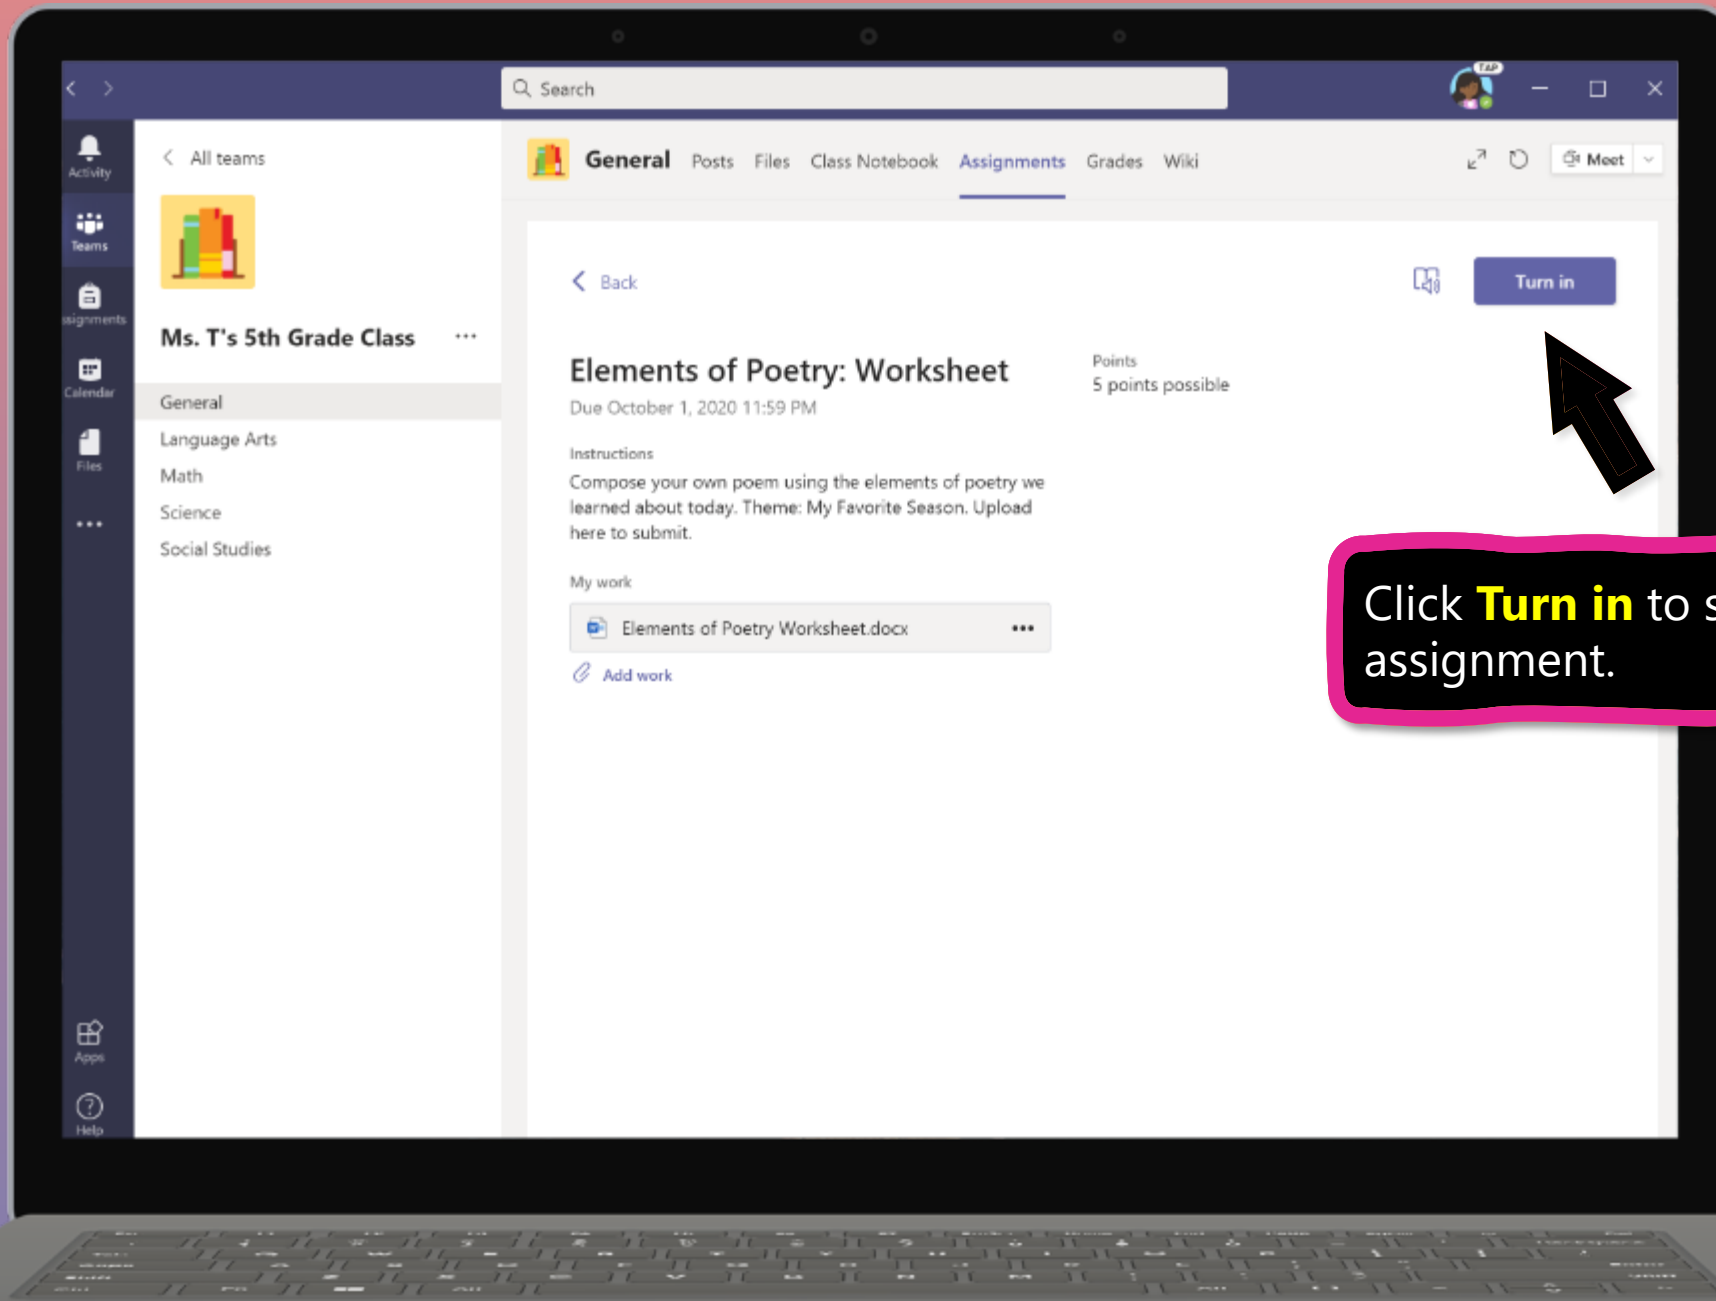 Search
TAP
Activity
Teams
ssignments
Calendar
Files
Apps
Help
All teams
Ms. T's 5th Grade Class
General
Language Arts
Math
Science
Social Studies
General Posts Files Class Notebook Assignments Grades Wiki
Meet
Back
Turn in
Elements of Poetry: Worksheet
Due October 1, 2020 11:59 PM
Points
5 points possible
Instructions
Compose your own poem using the elements of poetry we
learned about today. Theme: My Favorite Season. Upload
here to submit.
My work
Elements of Poetry Worksheet.docx
Add work
Click Turn in to s
assignment.